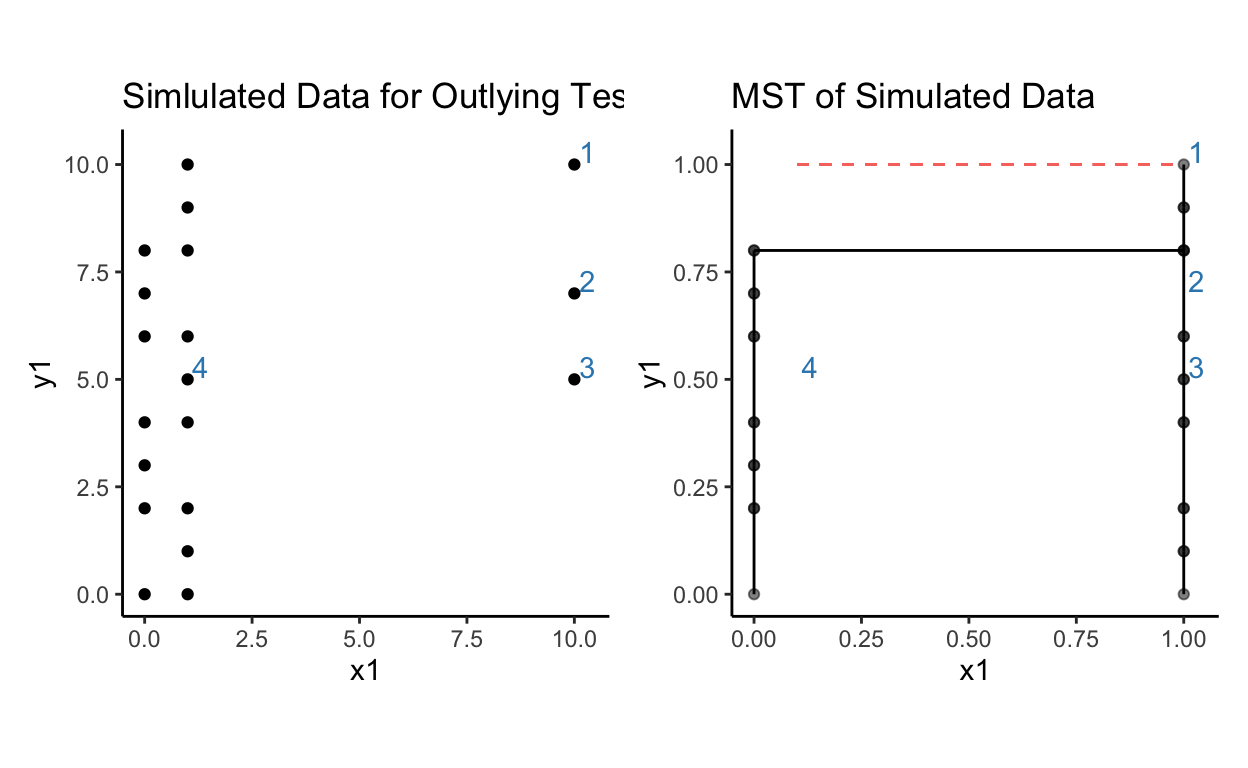 Simlulated Data for Outlying Tes
10.0
7.5
5.0
2.5
0.0
y1
1
2
3
4
0.0 2.5 5.0 7.5 10.0
x1
MST of Simulated Data
1.00
0.75
0.50
0.25
0.00
y1
1
2
3
4
0.00 0.25 0.50 0.75 1.00
x1